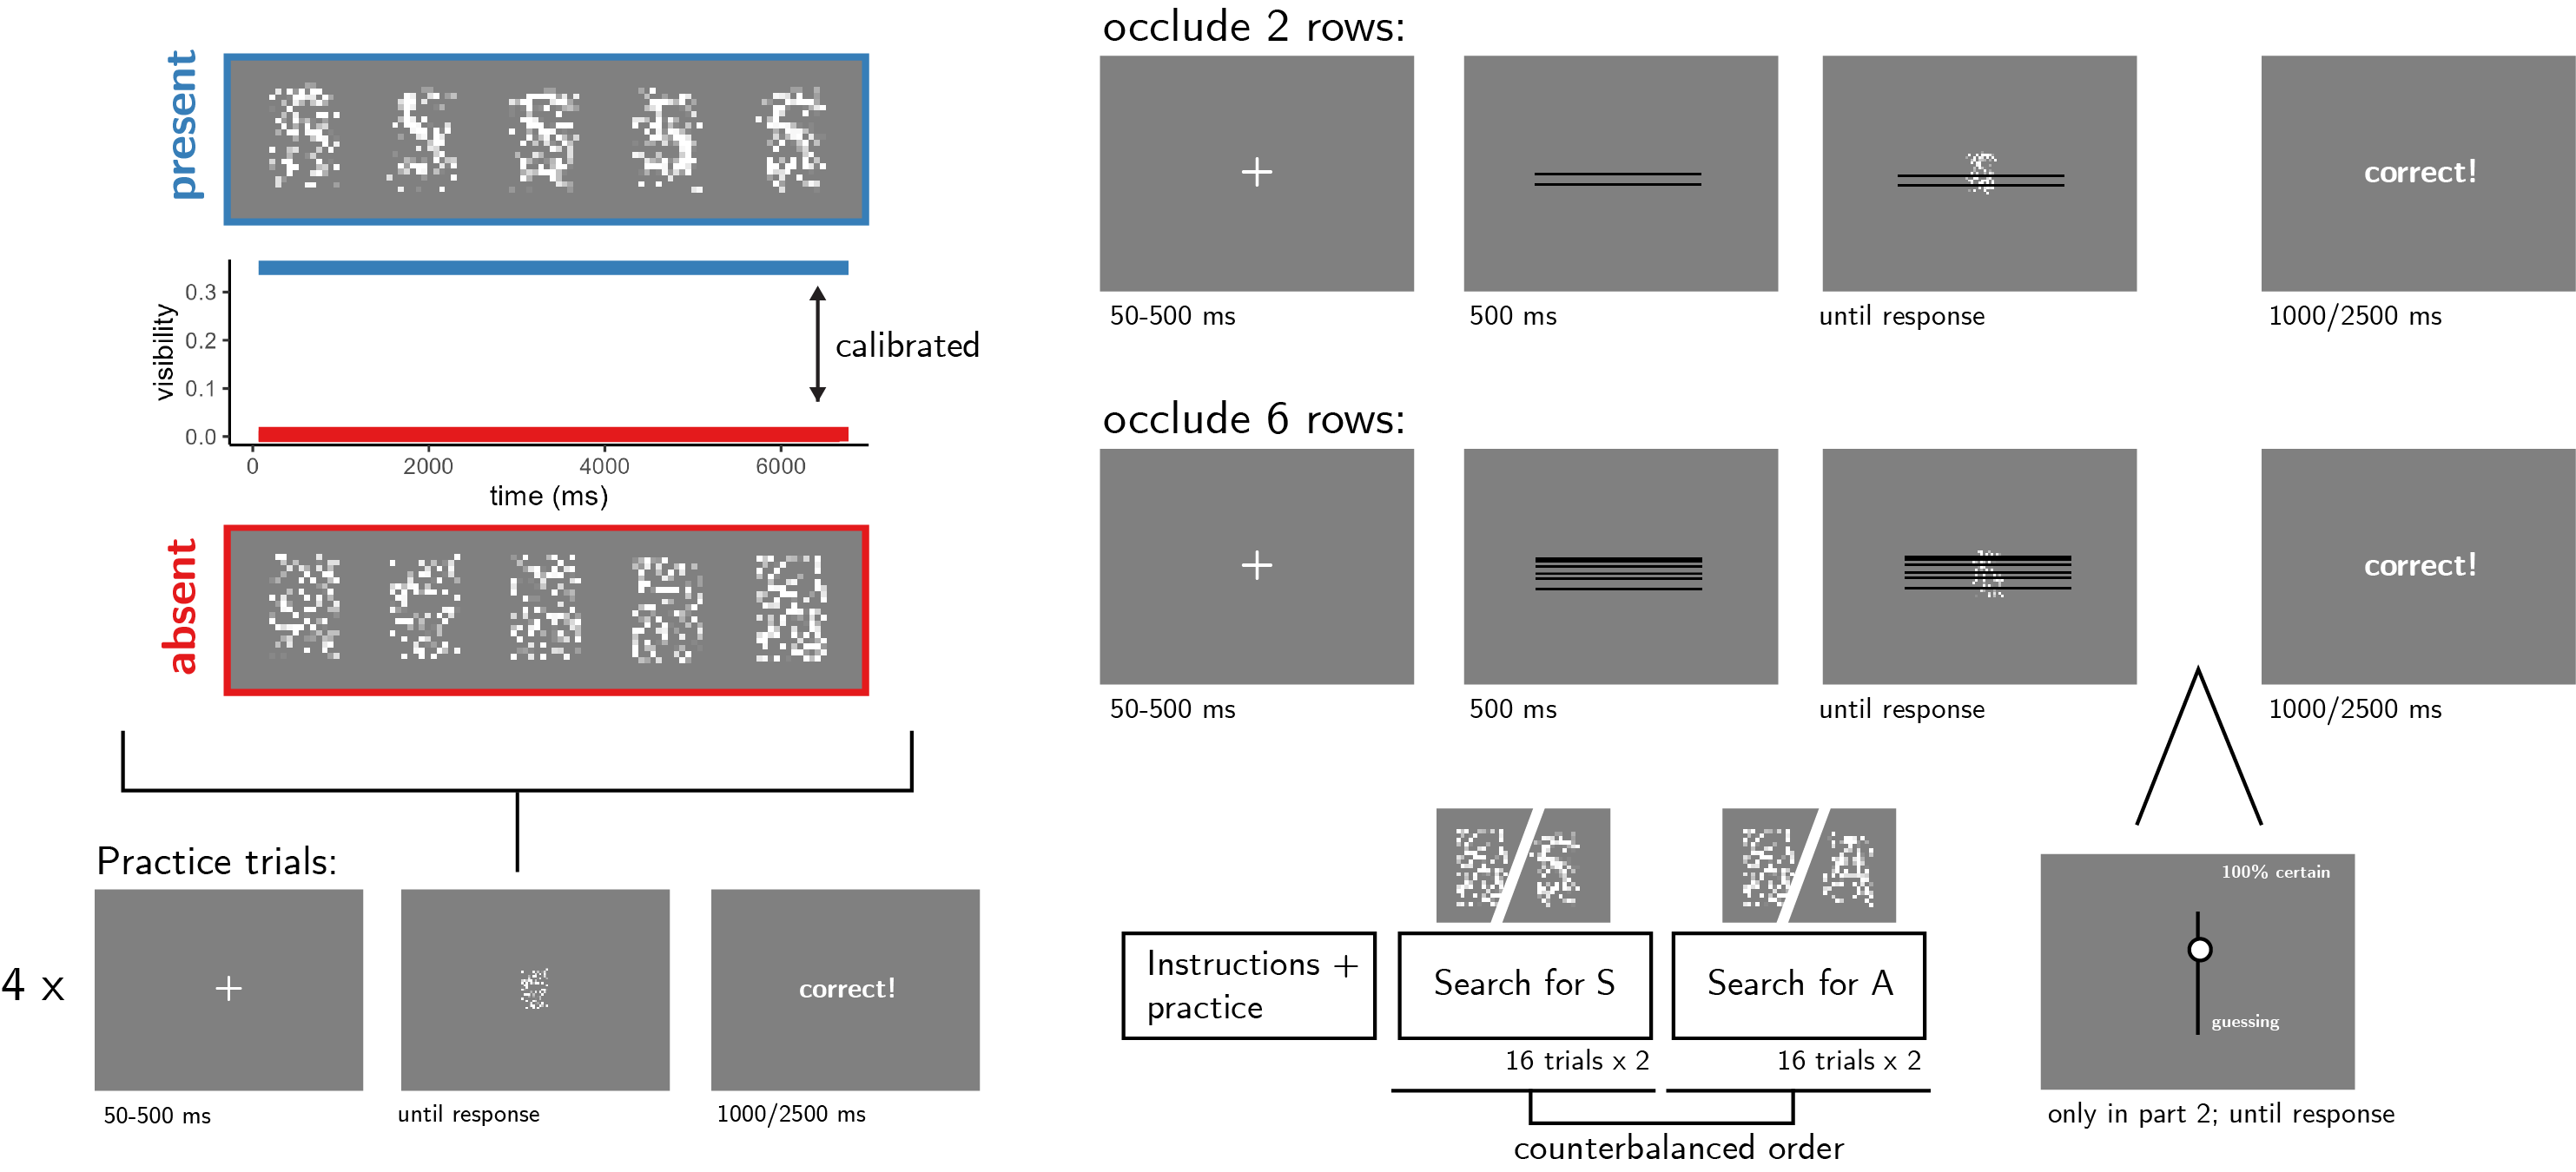 present
0.3
0.2
0.1
0.0
visibility
calibrated
0 2000 4000 6000
time (ms)
absent
Practice trials:
4 x
+
correct!
50-500 ms
until response
1000/2500 ms
occlude 2 rows:
+
correct!
50-500 ms
500 ms
until response
1000/2500 ms
occlude 6 rows:
+
correct!
50-500 ms
500 ms
until response
1000/2500 ms
Instructions +
practice
Search for S
Search for A
16 trials x 2
16 trials x 2
counterbalanced order
100% certain
guessing
only in part 2; until response